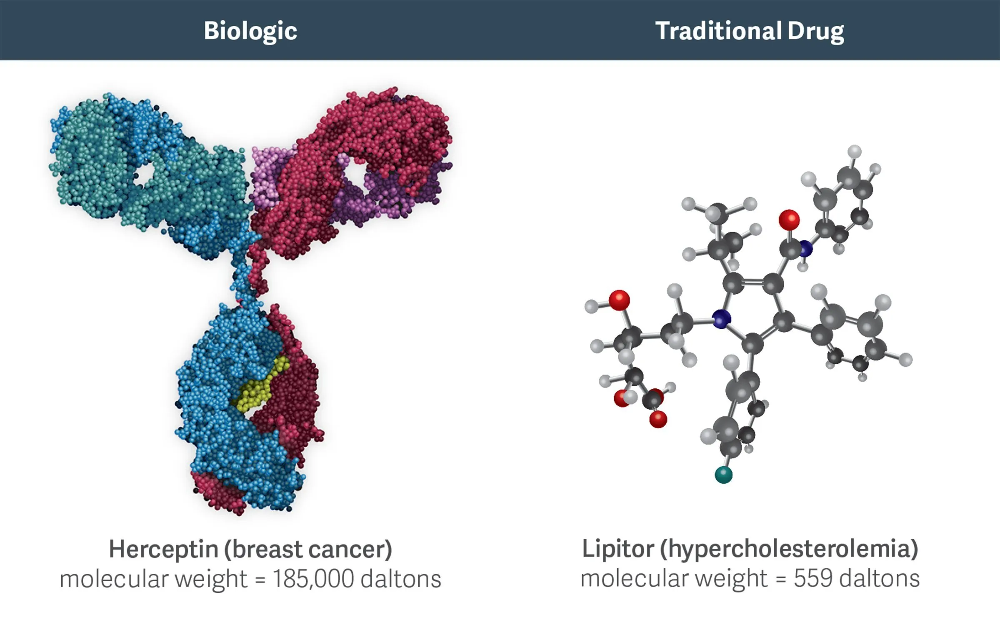 Biologic
Traditional Drug
Herceptin (breast cancer)
molecular weight = 185,000 daltons
Lipitor (hypercholesterolemia)
molecular weight = 559 daltons